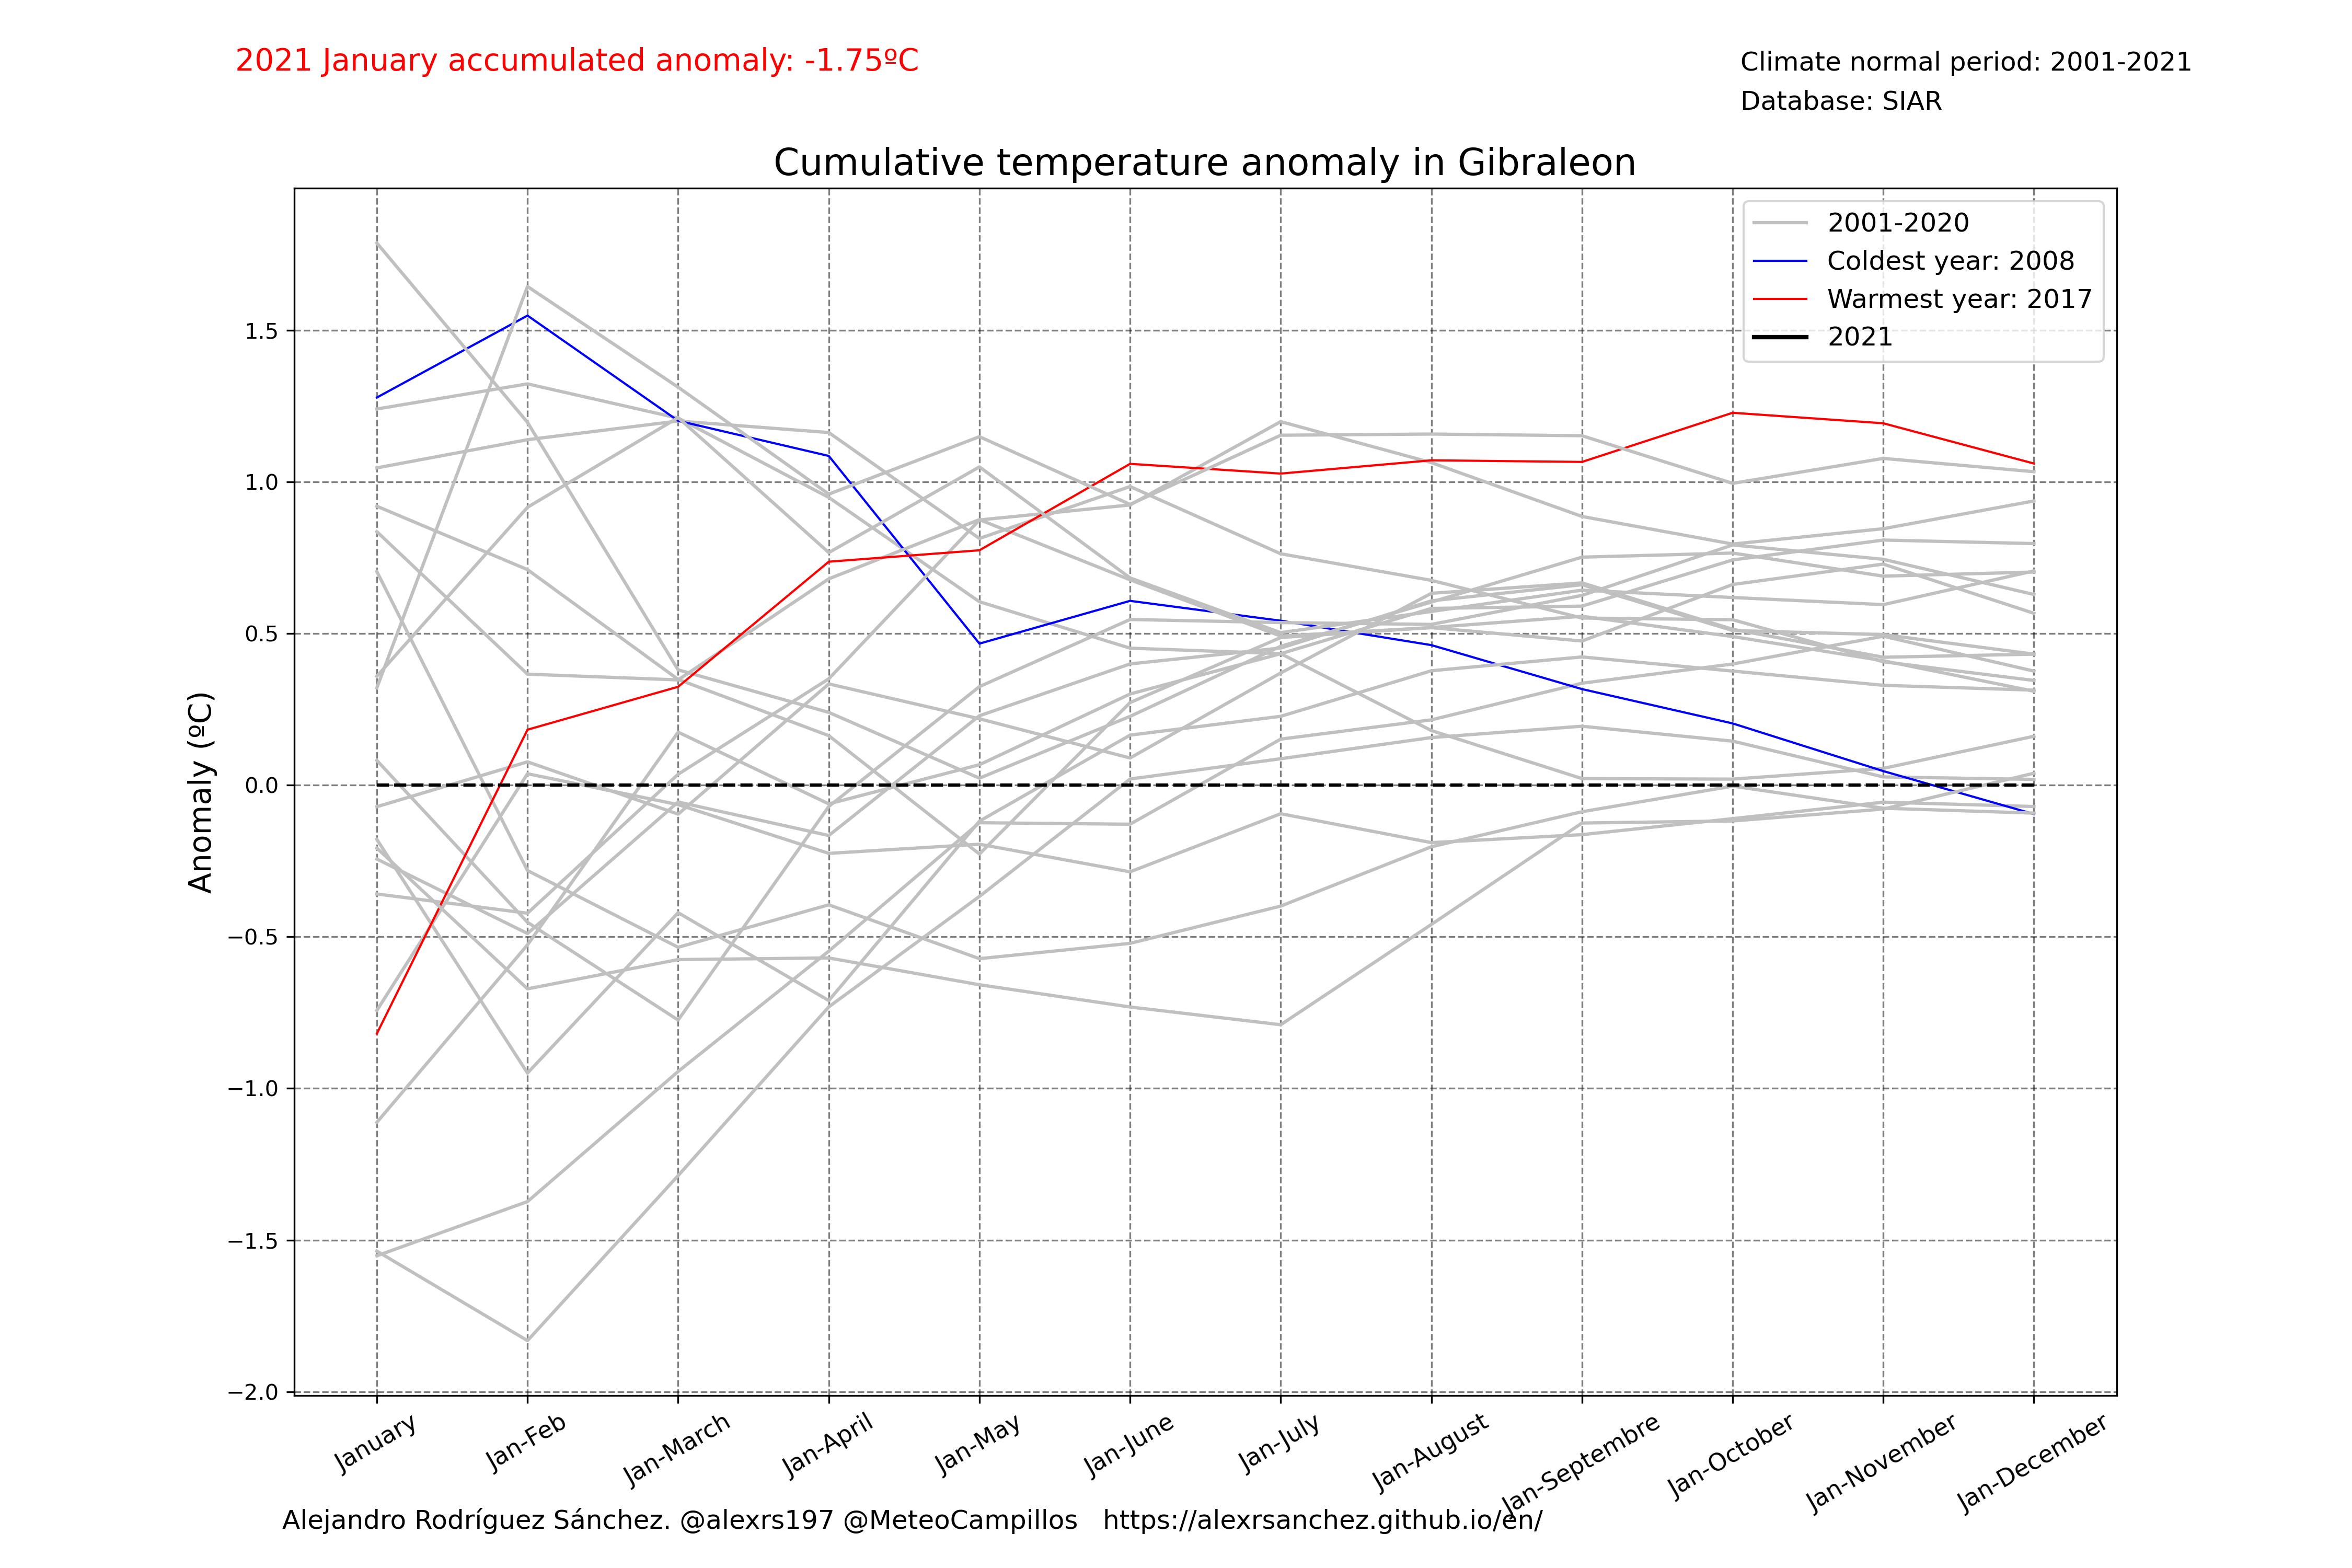 2021 January accumulated anomaly: -1.75ºC
Climate normal period: 2001-2021
Database: SIAR
Cumulative temperature anomaly in Gibraleon
2001-2020
Coldest year: 2008
Warmest year: 2017
2021
Anomaly (ºC)
1.5
1.0
0.5
0.0
−0.5
−1.0
−1.5
−2.0
January
Jan-Feb
Jan-March
Jan-April
Jan-May
Jan-June
Jan-July
Jan-August
Jan-Septembre
Jan-October
Jan-November
Jan-December
Alejandro Rodríguez Sánchez. @alexrs197 @MeteoCampillos   https://alexrsanchez.github.io/en/